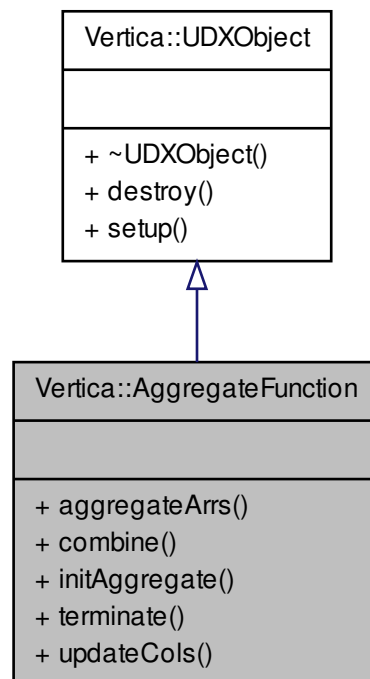 Vertica::UDXObject
+ ~UDXObject()
+ destroy()
+ setup()
Vertica::AggregateFunction
+ aggregateArrs()
+ combine()
+ initAggregate()
+ terminate()
+ updateCols()